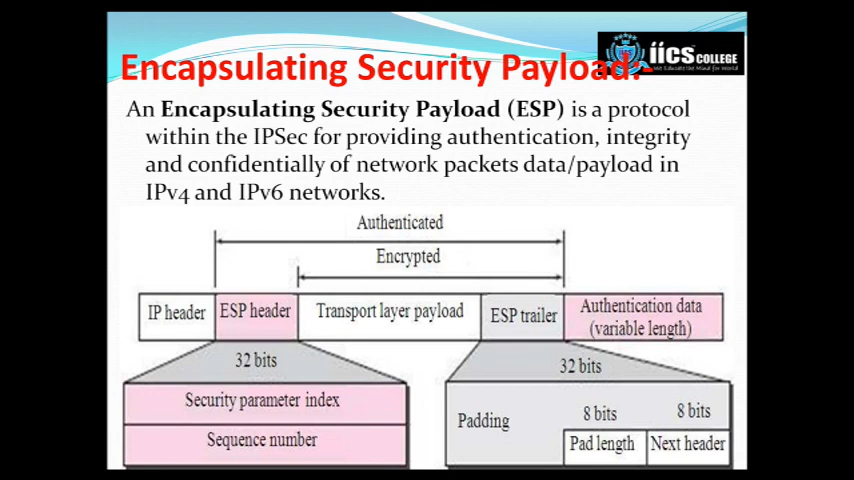 Encapsulating Security Payload:
iics COLLEGE
An Encapsulating Security Payload (ESP) is a protocol
within the IPSec for providing authentication, integrity
and confidentially of network packets data/payload in
IPv4 and IPv6 networks.
Authenticated
Encrypted
IP header
ESP header
Transport layer payload
ESP trailer
Authentication data
(variable length)
32 bits
32 bits
Security parameter index
Sequence number
Padding
8 bits
8 bits
Pad length
Next header